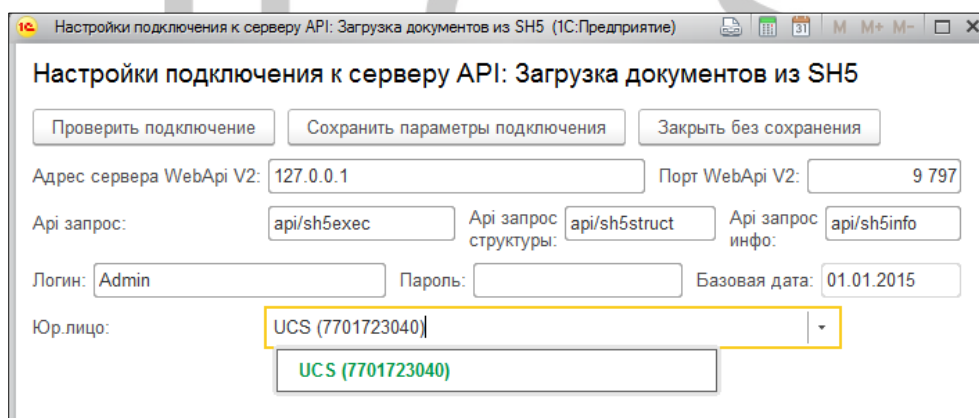 Настройки подключения к серверу API: Загрузка документов из SH5 (1С:Предприятие) M M+ M-
Настройки подключения к серверу API: Загрузка документов из SH5
Проверить подключение Сохранить параметры подключения Закрыть без сохранения
Адрес сервера WebApi V2: 127.0.0.1 Порт WebApi V2: 9 797
Api запрос: api/sh5exec Api запрос структуры: api/sh5struct Api запрос инфо: api/sh5info
Логин: Admin Пароль: Базовая дата: 01.01.2015
Юр.лицо: UCS (7701723040)
UCS (7701723040)